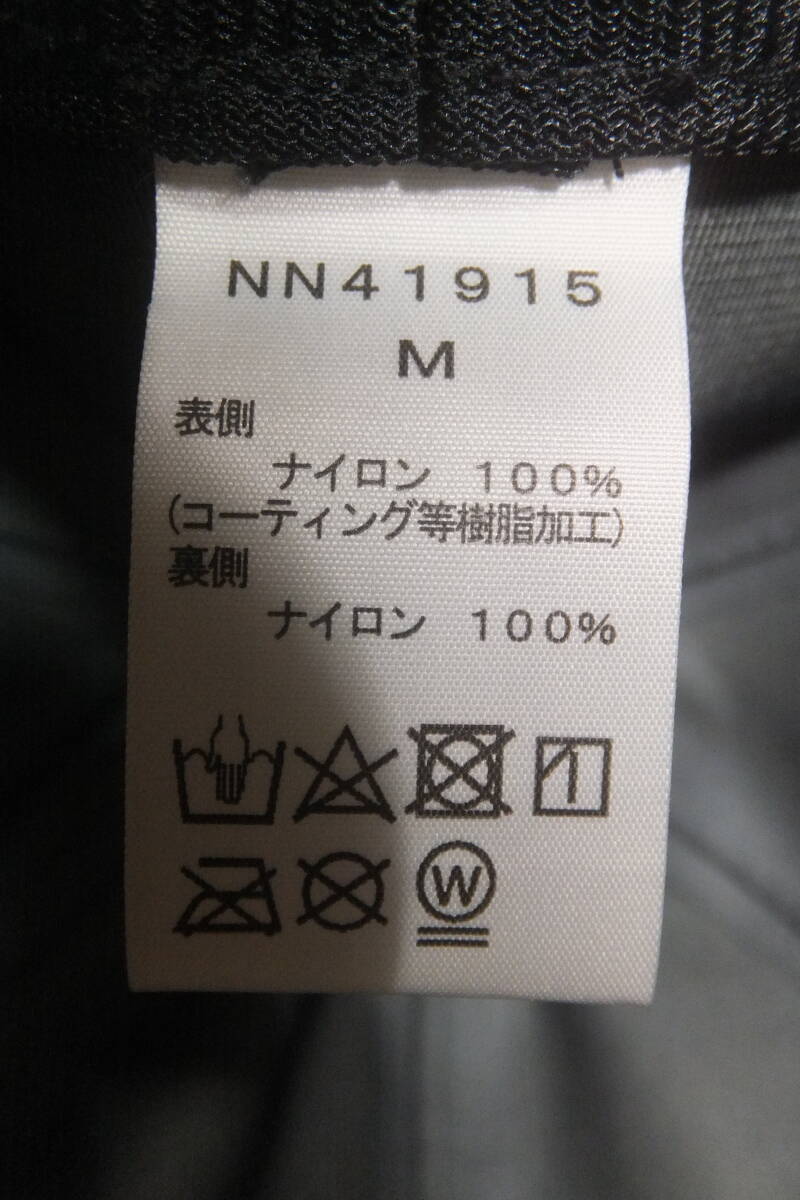 NN41915
M
表側
ナイロン 100%
(コーティング等樹脂加工)
裏側
ナイロン 100%
W